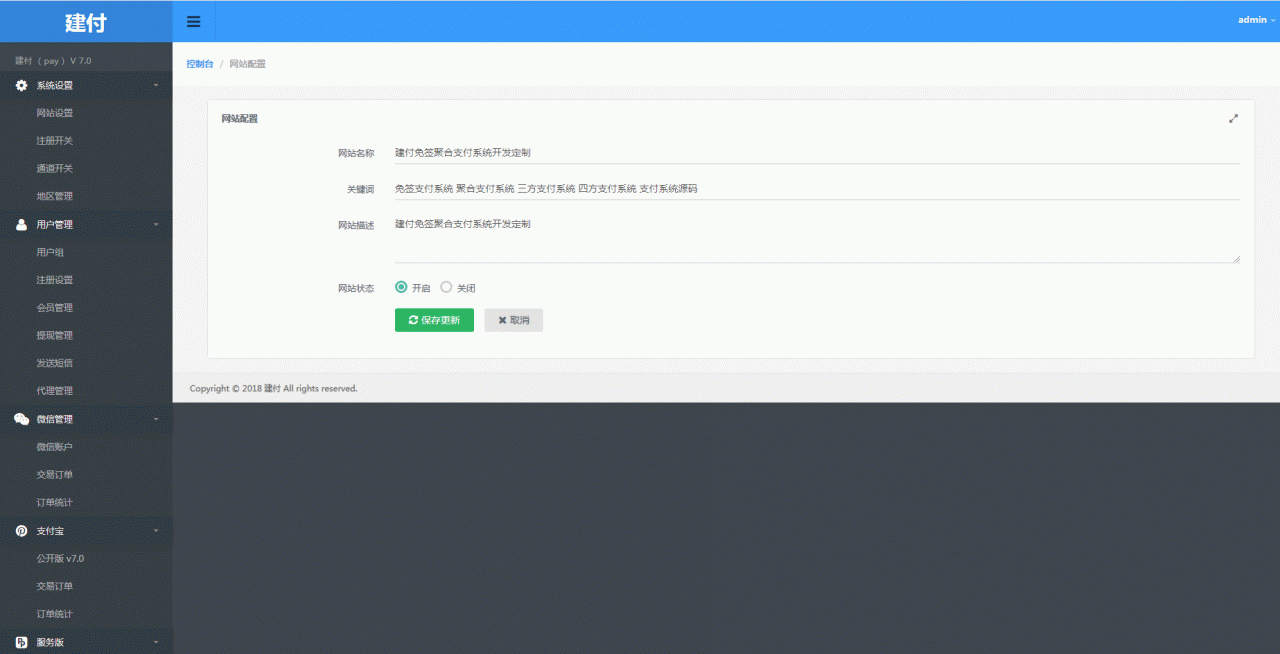 建付
admin
建付（ pay ）V 7.0
系统设置
网站设置
注册开关
通道开关
地区管理
用户管理
用户组
注册设置
会员管理
提现管理
发送短信
代理管理
微信管理
微信账户
交易订单
订单统计
支付宝
公开版 v7.0
交易订单
订单统计
服务版
控制台 / 网站配置
网站配置
网站名称 建付免签聚合支付系统开发定制
关键词 免签支付系统 聚合支付系统 三方支付系统 四方支付系统 支付系统源码
网站描述 建付免签聚合支付系统开发定制
网站状态 开启 关闭
保存更新 取消
Copyright © 2018 建付 All rights reserved.